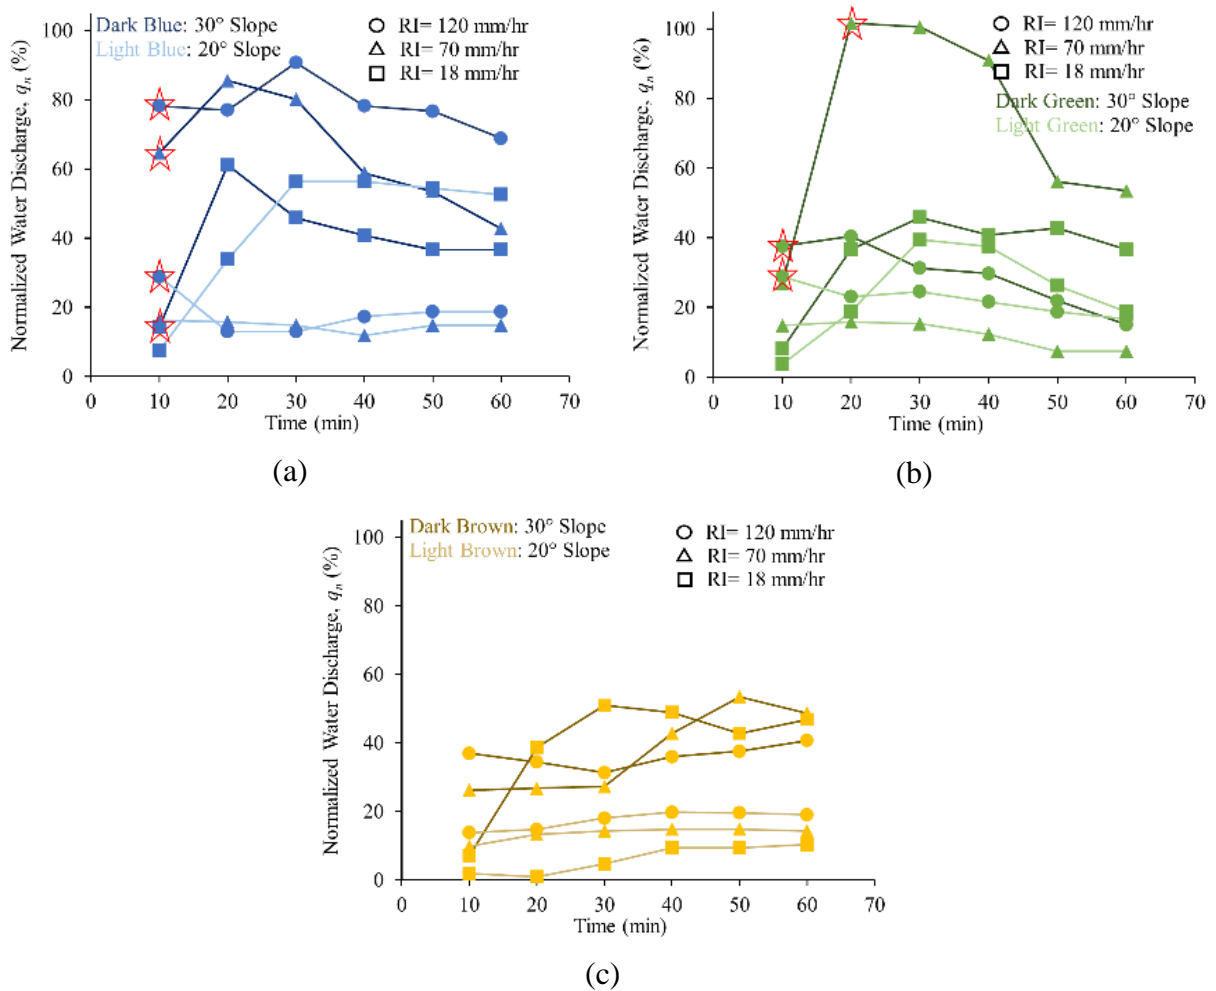 Dark Blue: 30° Slope
Light Blue: 20° Slope
RI= 120 mm/hr
RI= 70 mm/hr
RI= 18 mm/hr
Normalized Water Discharge, qn (%)
100
80
60
40
20
0
0 10 20 30 40 50 60 70
Time (min)
(a)
RI= 120 mm/hr
RI= 70 mm/hr
RI= 18 mm/hr
Dark Green: 30° Slope
Light Green: 20° Slope
Normalized Water Discharge, qn (%)
100
80
60
40
20
0
0 10 20 30 40 50 60 70
Time (min)
(b)
Dark Brown: 30° Slope
Light Brown: 20° Slope
RI= 120 mm/hr
RI= 70 mm/hr
RI= 18 mm/hr
Normalized Water Discharge, qn (%)
100
80
60
40
20
0
0 10 20 30 40 50 60 70
Time (min)
(c)